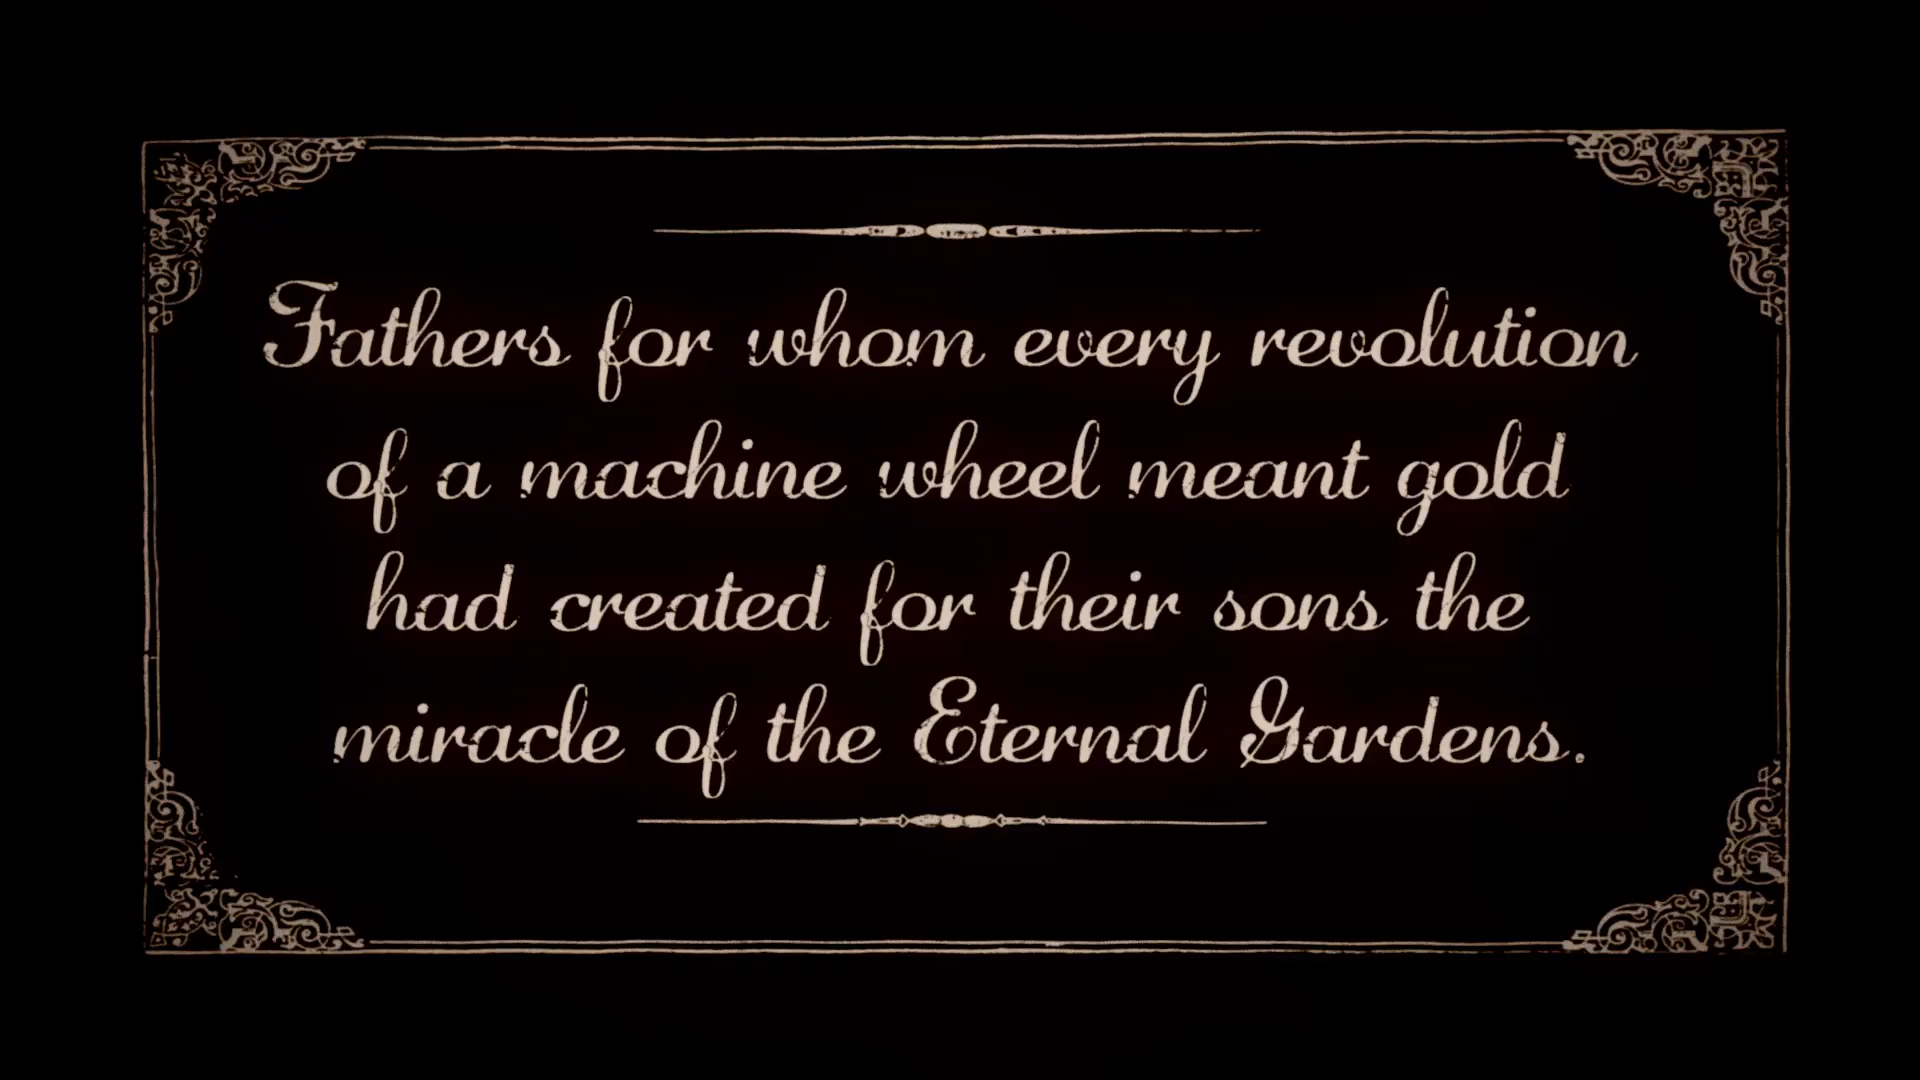 Fathers for whom every revolution
of a machine wheel meant gold
had created for their sons the
miracle of the Eternal Gardens.